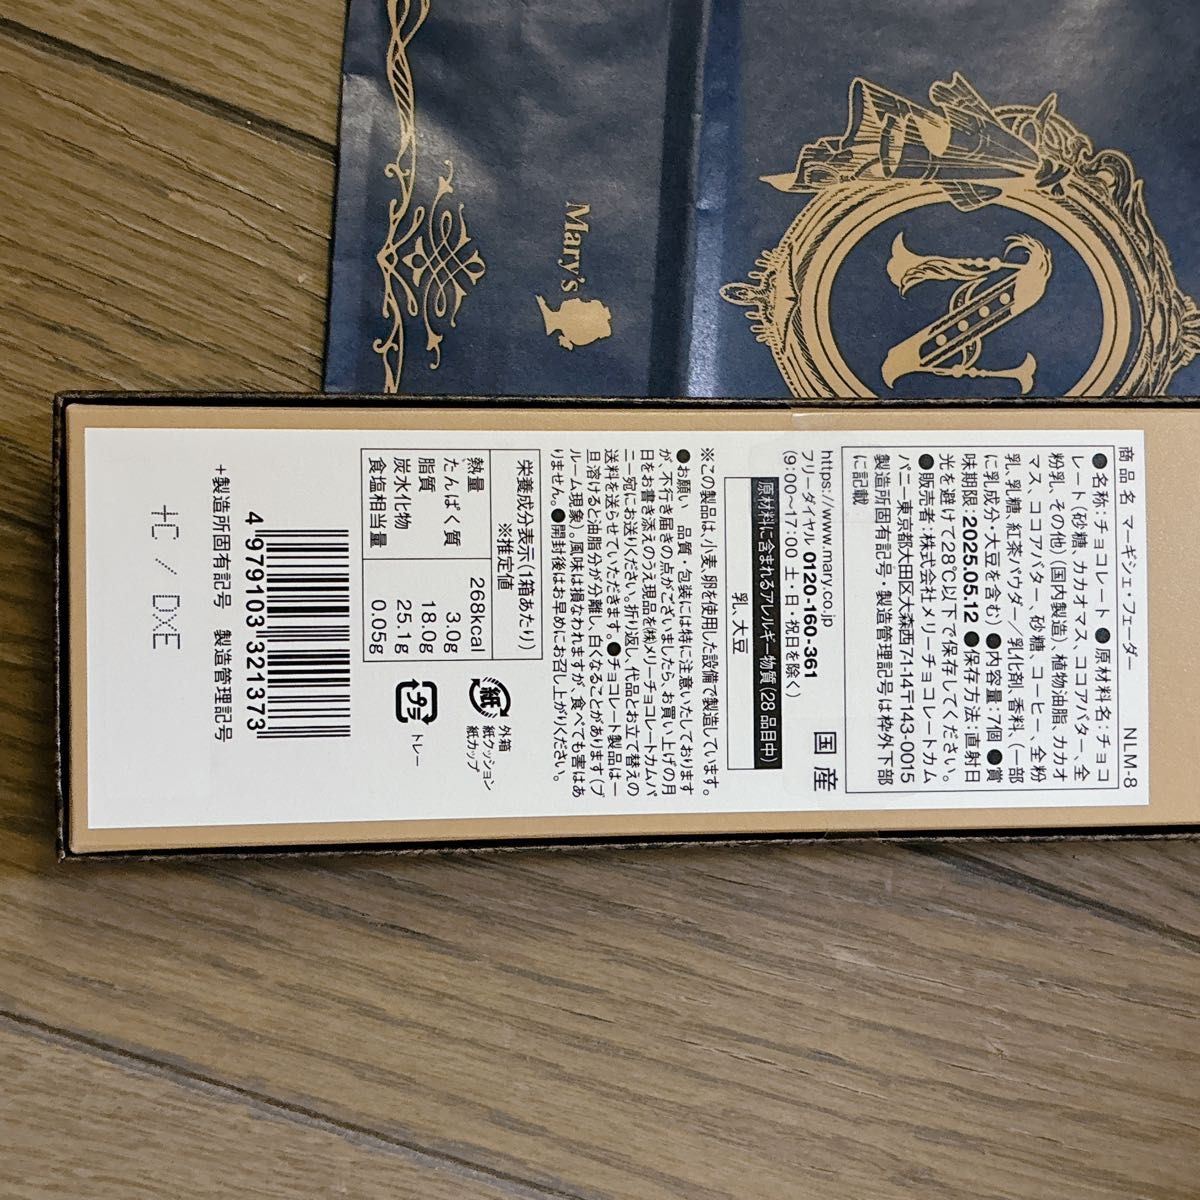 Mary's
N
商品名 マーギシェ・フェーダー NLM-8
●名称:チョコレート ●原材料名:チョコ
レート(砂糖、カカオマス、ココアバター、全
粉乳、その他)(国内製造)、植物油脂、カカオ
マス、ココアバター、砂糖、コーヒー、全粉
乳、乳糖、紅茶パウダー/乳化剤、香料、(一部
に乳成分・大豆を含む) ●内容量:7個 ●賞
味期限:2025.05.12 ●保存方法:直射日
光を避けて28℃以下で保存してください。
●販売者:株式会社メリーチョコレートカム
パニー 東京都大田区大森西7-1-14〒143-0015
製造所固有記号・製造管理記号は枠外下部
に記載
https://www.mary.co.jp
フリーダイヤル 0120-160-361
(9:00~17:00 土・日・祝日を除く)
国産
原材料に含まれるアレルギー物質(28品目中)
乳、大豆
※この製品は、小麦、卵を使用した設備で製造しています。
●お願い 品質・包装には特に注意いたしております
が、不行き届きの点がございましたら、お買い上げの月
日をお書き添えのうえ現品を㈱メリーチョコレートカムパ
ニー宛にお送りください。折り返し、代品とお立て替えの
送料を送らせていただきます。●チョコレート製品は一
旦溶けると油脂分が分離し、白くなることがあります(ブ
ルーム現象)。風味は損なわれますが、食べても害はあ
りません。●開封後はお早めにお召し上がりください。
栄養成分表示(1箱あたり)
※推定値
熱量 268kcal
たんぱく質 3.0g
脂質 18.0g
炭水化物 25.1g
食塩相当量 0.05g
紙
外箱
紙クッション
紙カップ
プラ
トレー
4 979103 321373
+製造所固有記号 製造管理記号
+C / DXE